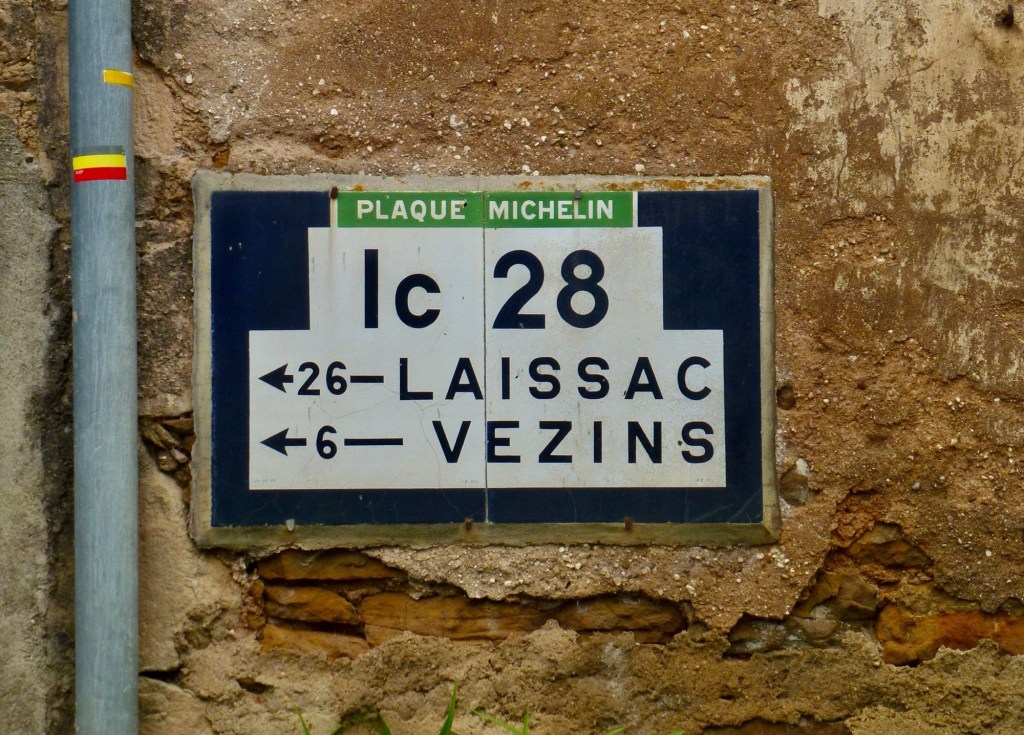 PLAQUE MICHELIN
Ic 28
26 LAISSAC
6 VEZINS